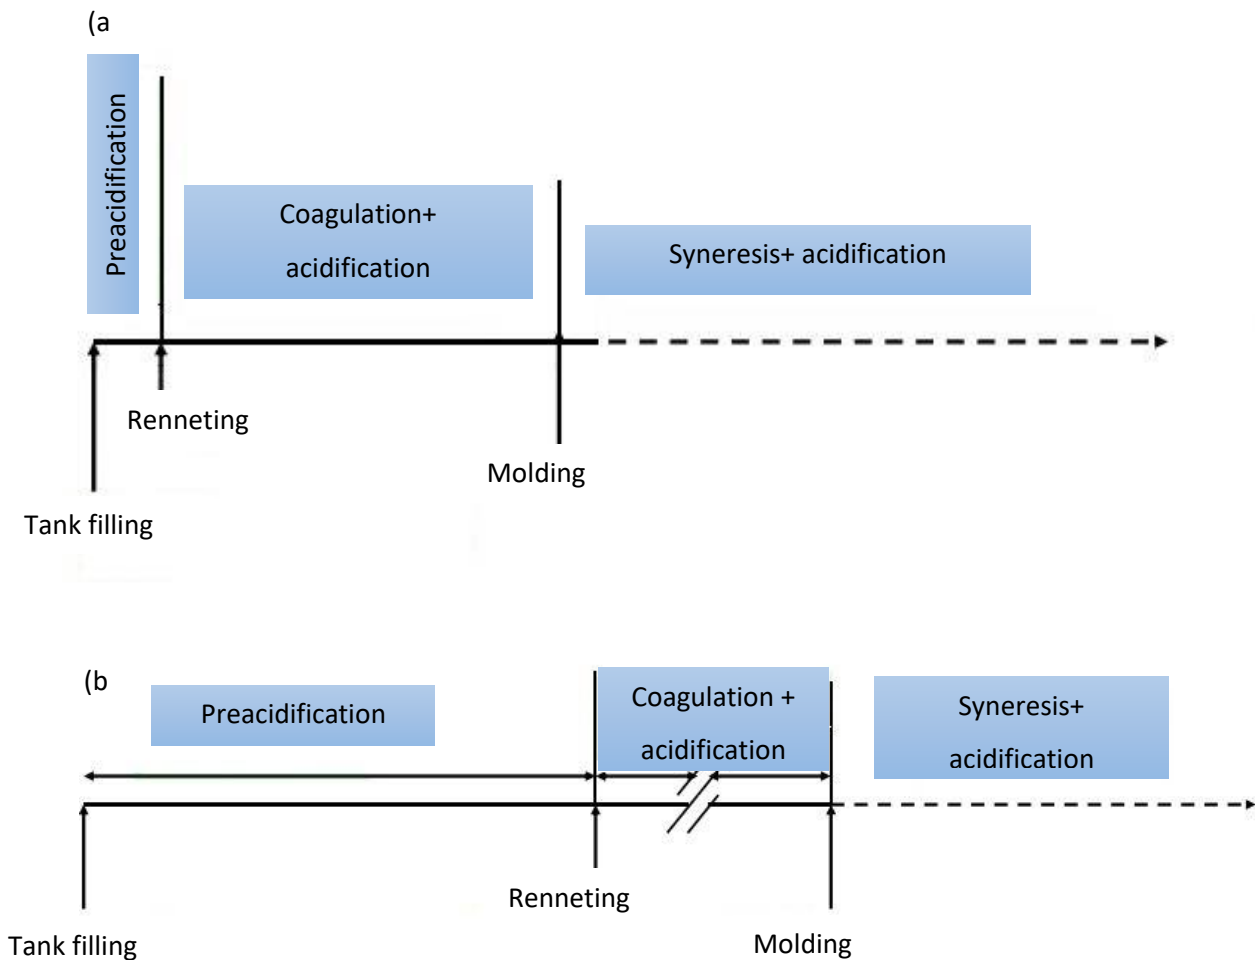 (a
Preacidification
Coagulation+
acidification
Syneresis+ acidification
Renneting
Molding
Tank filling
(b
Preacidification
Coagulation +
acidification
Syneresis+
acidification
Renneting
Molding
Tank filling